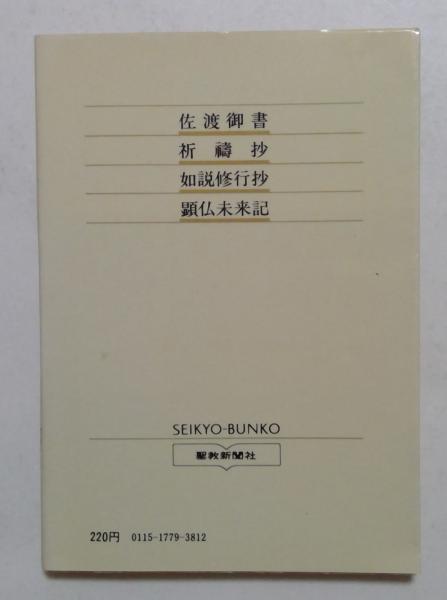 佐渡御書
祈禱抄
如説修行抄
顕仏未来記
SEIKYO-BUNKO
聖教新聞社
220円 0115-1779-3812